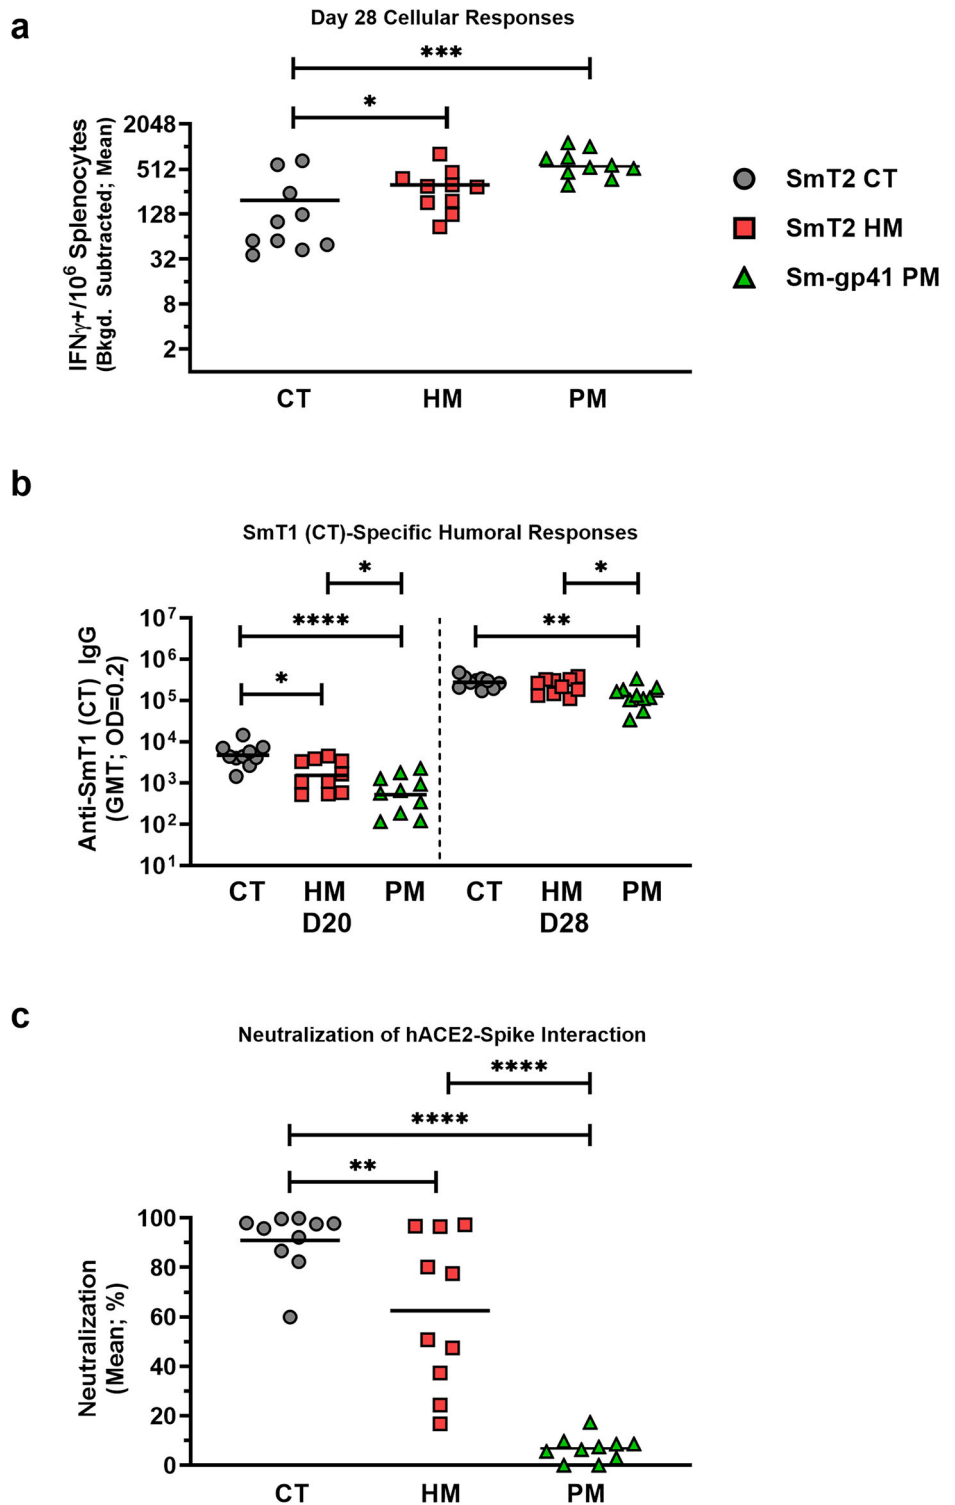 a
Day 28 Cellular Responses
***
*
IFNγ+/10⁶ Splenocytes
(Bkgd. Subtracted; Mean)
2048
512
128
32
8
2
CT HM PM
SmT2 CT
SmT2 HM
Sm-gp41 PM
b
SmT1 (CT)-Specific Humoral Responses
* *
**** **
*
Anti-SmT1 (CT) IgG
(GMT; OD=0.2)
10⁷
10⁶
10⁵
10⁴
10³
10²
10¹
CT HM PM CT HM PM
D20 D28
c
Neutralization of hACE2-Spike Interaction
****
****
**
Neutralization
(Mean; %)
100
80
60
40
20
0
CT HM PM